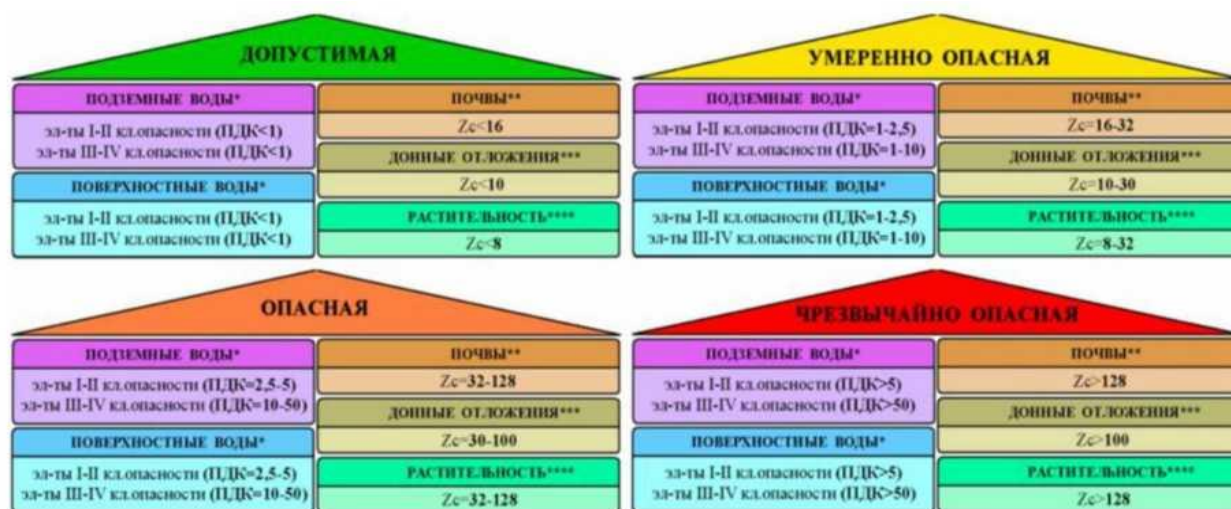 ДОПУСТИМАЯ
ПОДЗЕМНЫЕ ВОДЫ*
эл-ты I-II кл.опасности (ПДК<1)
эл-ты III-IV кл.опасности (ПДК<1)
ПОВЕРХНОСТНЫЕ ВОДЫ*
эл-ты I-II кл.опасности (ПДК<1)
эл-ты III-IV кл.опасности (ПДК<1)
ПОЧВЫ**
Zc<16
ДОННЫЕ ОТЛОЖЕНИЯ***
Zc<10
РАСТИТЕЛЬНОСТЬ****
Zc<8
УМЕРЕННО ОПАСНАЯ
ПОДЗЕМНЫЕ ВОДЫ*
эл-ты I-II кл.опасности (ПДК=1-2,5)
эл-ты III-IV кл.опасности (ПДК=1-10)
ПОВЕРХНОСТНЫЕ ВОДЫ*
эл-ты I-II кл.опасности (ПДК=1-2,5)
эл-ты III-IV кл.опасности (ПДК=1-10)
ПОЧВЫ**
Zc=16-32
ДОННЫЕ ОТЛОЖЕНИЯ***
Zc=10-30
РАСТИТЕЛЬНОСТЬ****
Zc=8-32
ОПАСНАЯ
ПОДЗЕМНЫЕ ВОДЫ*
эл-ты I-II кл.опасности (ПДК=2,5-5)
эл-ты III-IV кл.опасности (ПДК=10-50)
ПОВЕРХНОСТНЫЕ ВОДЫ*
эл-ты I-II кл.опасности (ПДК=2,5-5)
эл-ты III-IV кл.опасности (ПДК=10-50)
ПОЧВЫ**
Zc=32-128
ДОННЫЕ ОТЛОЖЕНИЯ***
Zc=30-100
РАСТИТЕЛЬНОСТЬ****
Zc=32-128
ЧРЕЗВЫЧАЙНО ОПАСНАЯ
ПОДЗЕМНЫЕ ВОДЫ*
эл-ты I-II кл.опасности (ПДК>5)
эл-ты III-IV кл.опасности (ПДК>50)
ПОВЕРХНОСТНЫЕ ВОДЫ*
эл-ты I-II кл.опасности (ПДК>5)
эл-ты III-IV кл.опасности (ПДК>50)
ПОЧВЫ**
Zc>128
ДОННЫЕ ОТЛОЖЕНИЯ***
Zc>100
РАСТИТЕЛЬНОСТЬ****
Zc>128